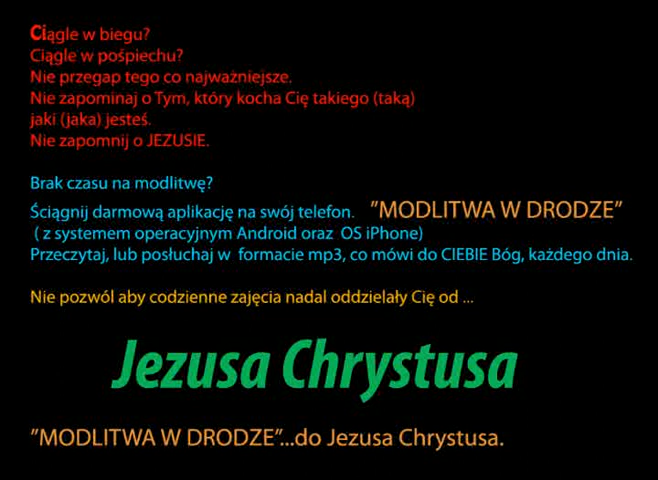 Ciągle w biegu?
Ciągle w pośpiechu?
Nie przegap tego co najważniejsze.
Nie zapominaj o Tym, który kocha Cię takiego (taką)
jaki (jaka) jesteś.
Nie zapomnij o JEZUSIE.
Brak czasu na modlitwę?
Ściągnij darmową aplikację na swój telefon. ”MODLITWA W DRODZE”
( z systemem operacyjnym Android oraz OS iPhone)
Przeczytaj, lub posłuchaj w formacie mp3, co mówi do CIEBIE Bóg, każdego dnia.
Nie pozwól aby codzienne zajęcia nadal oddzielały Cię od ...
Jezusa Chrystusa
”MODLITWA W DRODZE”...do Jezusa Chrystusa.